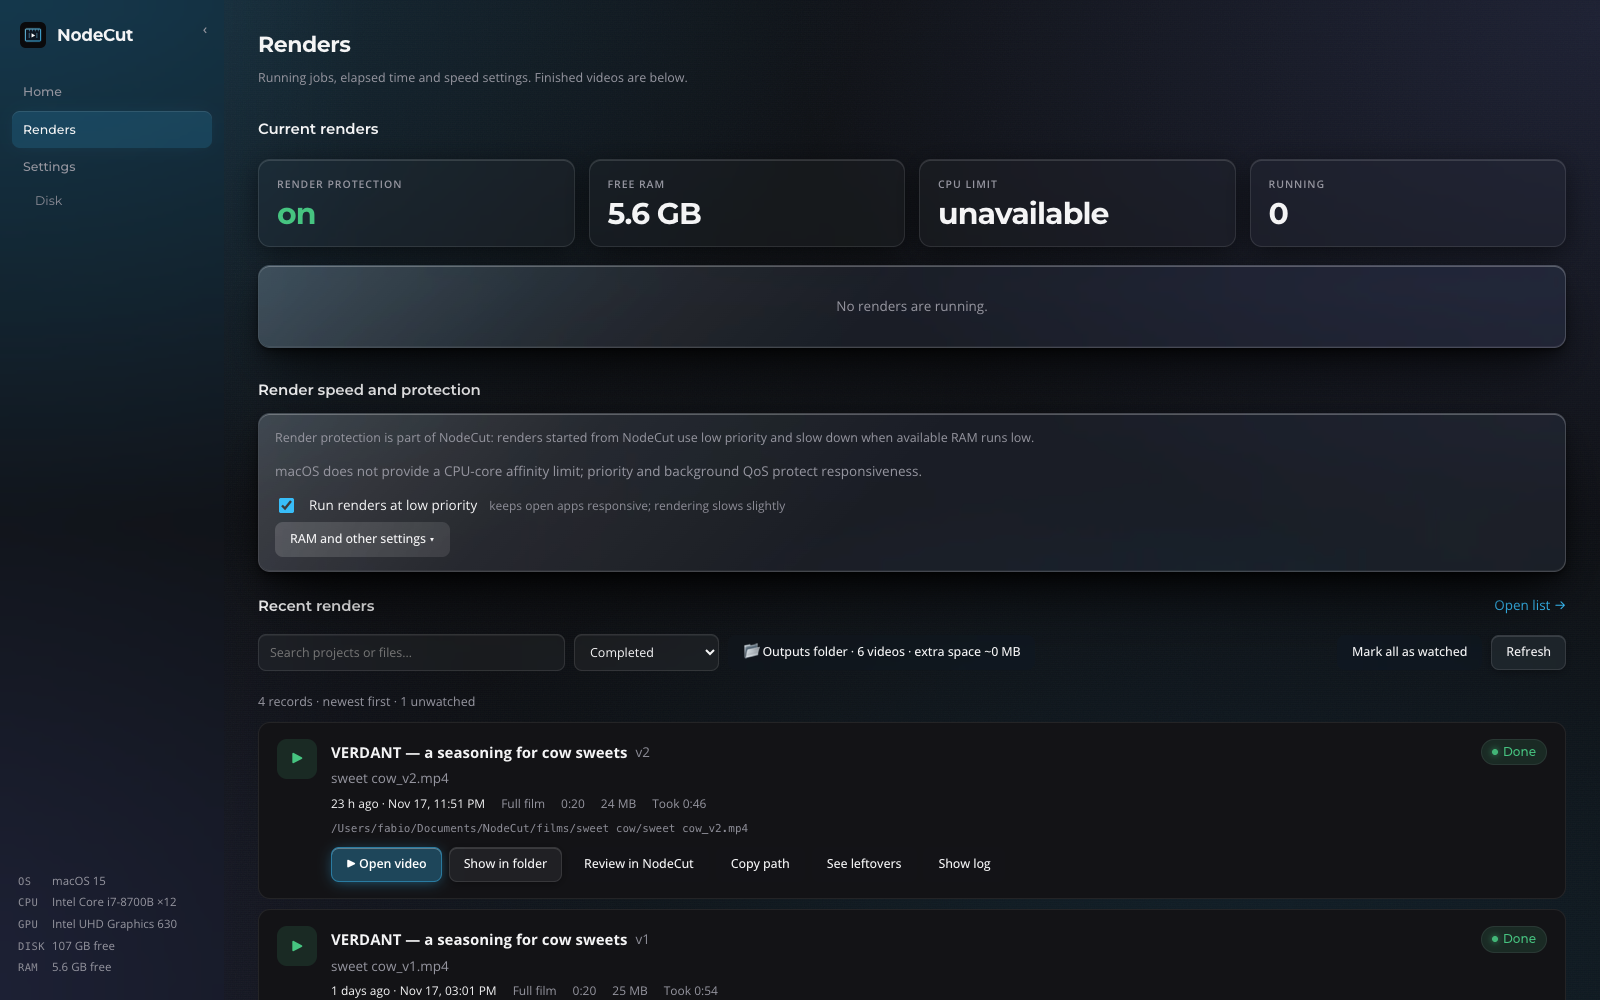 NodeCut
‹
Home
Renders
Settings
Disk
OS macOS 15
CPU Intel Core i7-8700B ×12
GPU Intel UHD Graphics 630
DISK 107 GB free
RAM 5.6 GB free
Renders
Running jobs, elapsed time and speed settings. Finished videos are below.
Current renders
RENDER PROTECTION
on
FREE RAM
5.6 GB
CPU LIMIT
unavailable
RUNNING
0
No renders are running.
Render speed and protection
Render protection is part of NodeCut: renders started from NodeCut use low priority and slow down when available RAM runs low.
macOS does not provide a CPU-core affinity limit; priority and background QoS protect responsiveness.
Run renders at low priority keeps open apps responsive; rendering slows slightly
RAM and other settings ▾
Recent renders
Open list →
Search projects or files...
Completed
Outputs folder · 6 videos · extra space ~0 MB
Mark all as watched
Refresh
4 records · newest first · 1 unwatched
VERDANT — a seasoning for cow sweets v2
Done
sweet cow_v2.mp4
23 h ago · Nov 17, 11:51 PM Full film 0:20 24 MB Took 0:46
/Users/fabio/Documents/NodeCut/films/sweet cow/sweet cow_v2.mp4
▶ Open video
Show in folder
Review in NodeCut
Copy path
See leftovers
Show log
VERDANT — a seasoning for cow sweets v1
Done
sweet cow_v1.mp4
1 days ago · Nov 17, 03:01 PM Full film 0:20 25 MB Took 0:54